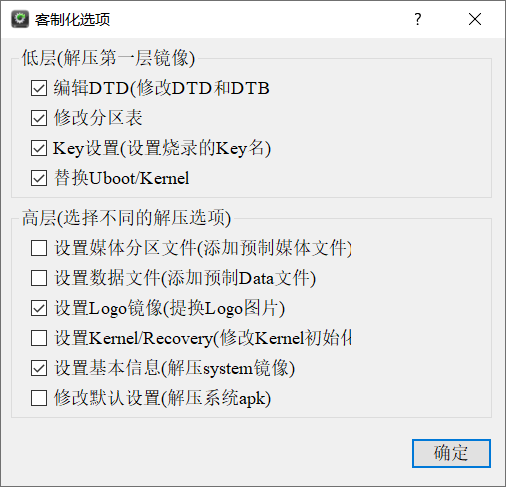 客制化选项
?
低层(解压第一层镜像)
编辑DTD(修改DTD和DTB
修改分区表
Key设置(设置烧录的Key名)
替换Uboot/Kernel
高层(选择不同的解压选项)
设置媒体分区文件(添加预制媒体文件)
设置数据文件(添加预制Data文件)
设置Logo镜像(提换Logo图片)
设置Kernel/Recovery(修改Kernel初始化
设置基本信息(解压system镜像)
修改默认设置(解压系统apk)
确定